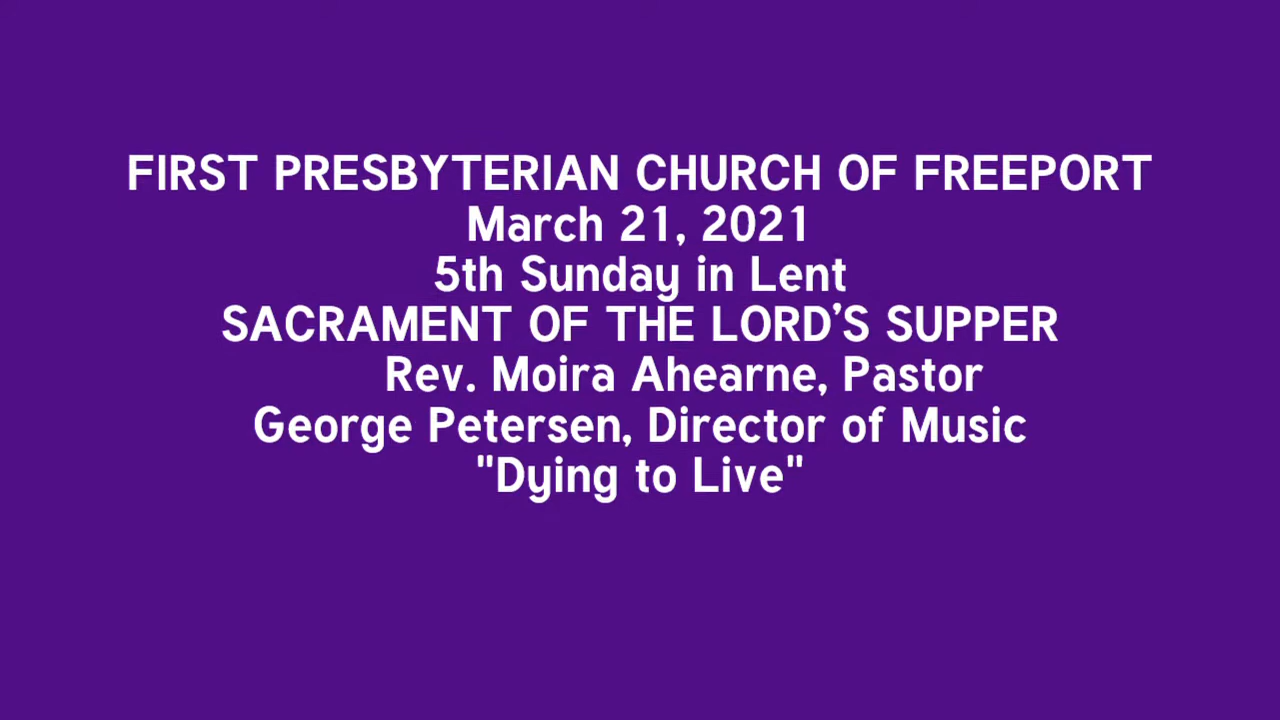 FIRST PRESBYTERIAN CHURCH OF FREEPORT
March 21, 2021
5th Sunday in Lent
SACRAMENT OF THE LORD’S SUPPER
Rev. Moira Ahearne, Pastor
George Petersen, Director of Music
"Dying to Live"